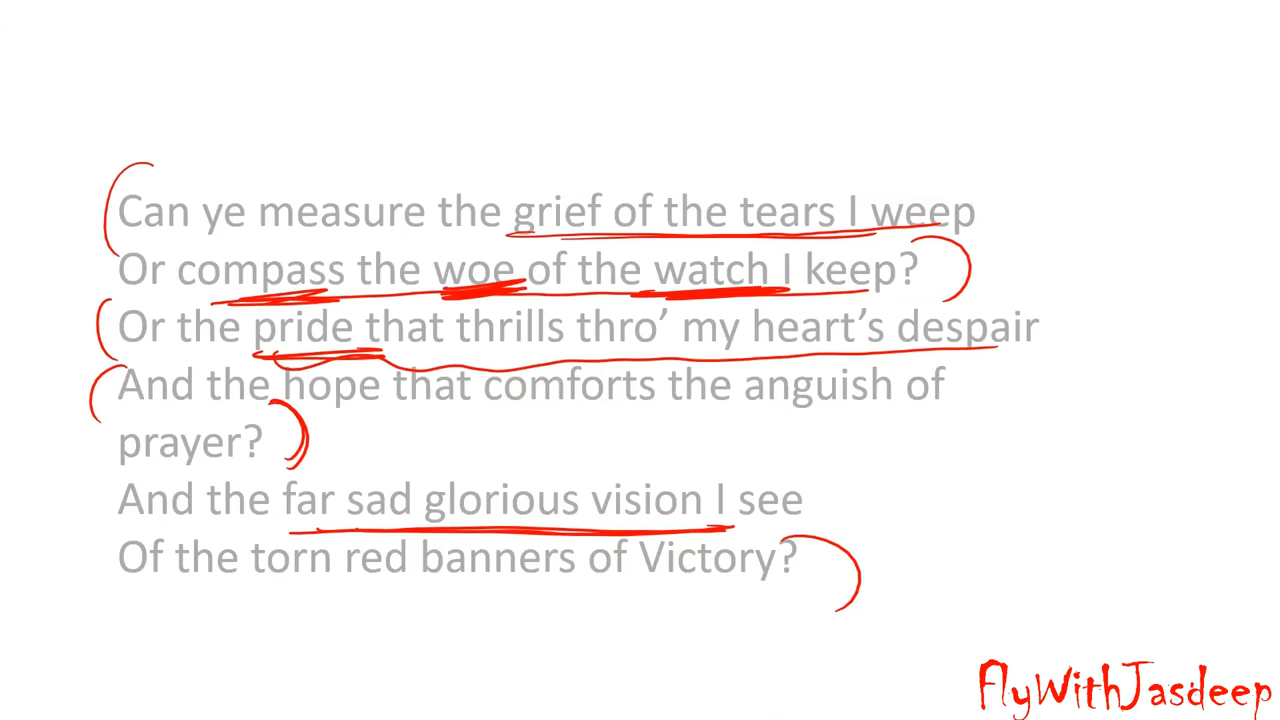 Can ye measure the grief of the tears I weep
Or compass the woe of the watch I keep?
Or the pride that thrills thro’ my heart’s despair
And the hope that comforts the anguish of
prayer?
And the far sad glorious vision I see
Of the torn red banners of Victory?
FlyWithJasdeep